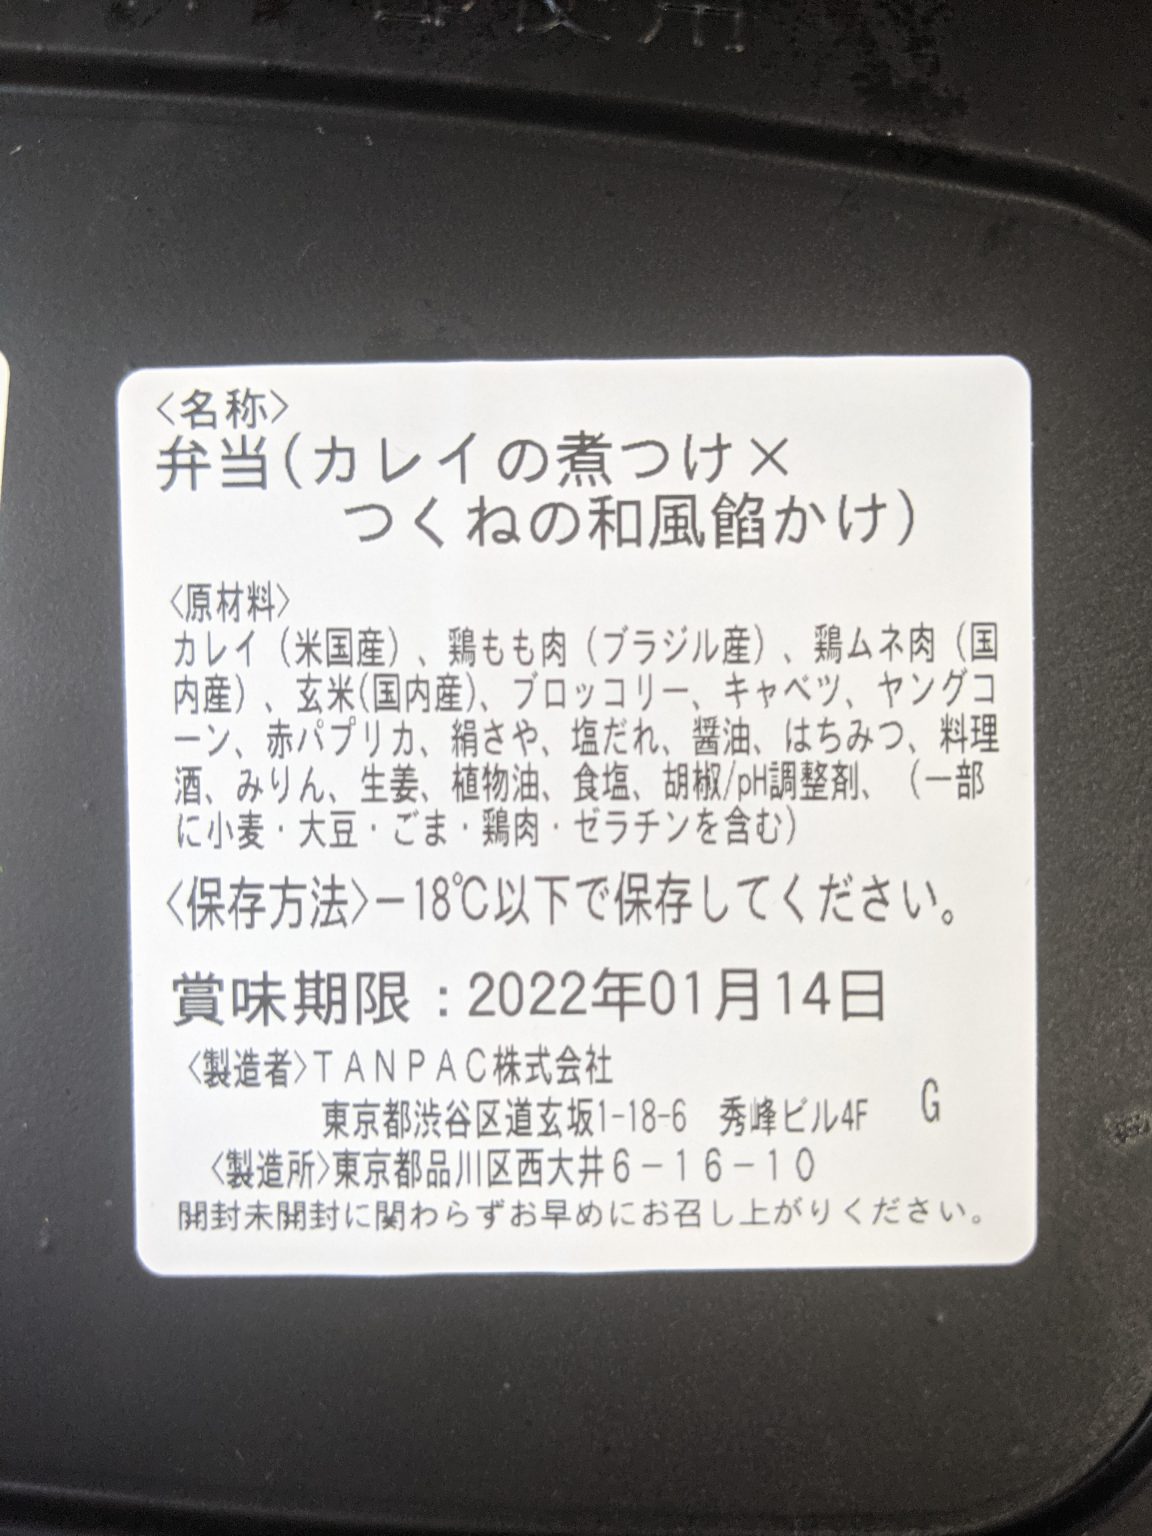 <名称>
弁当(カレイの煮つけ×
つくねの和風餡かけ)
<原材料>
カレイ（米国産）、鶏もも肉（ブラジル産）、鶏ムネ肉（国
内産）、玄米(国内産)、ブロッコリー、キャベツ、ヤングコ
ーン、赤パプリカ、絹さや、塩だれ、醤油、はちみつ、料理
酒、みりん、生姜、植物油、食塩、胡椒/pH調整剤、（一部
に小麦・大豆・ごま・鶏肉・ゼラチンを含む）
<保存方法>－18℃以下で保存してください。
賞味期限：2022年01月14日
<製造者>ＴＡＮＰＡＣ株式会社
東京都渋谷区道玄坂1-18-6　秀峰ビル4F　G
<製造所>東京都品川区西大井６－１６－１０
開封未開封に関わらずお早めにお召し上がりください。